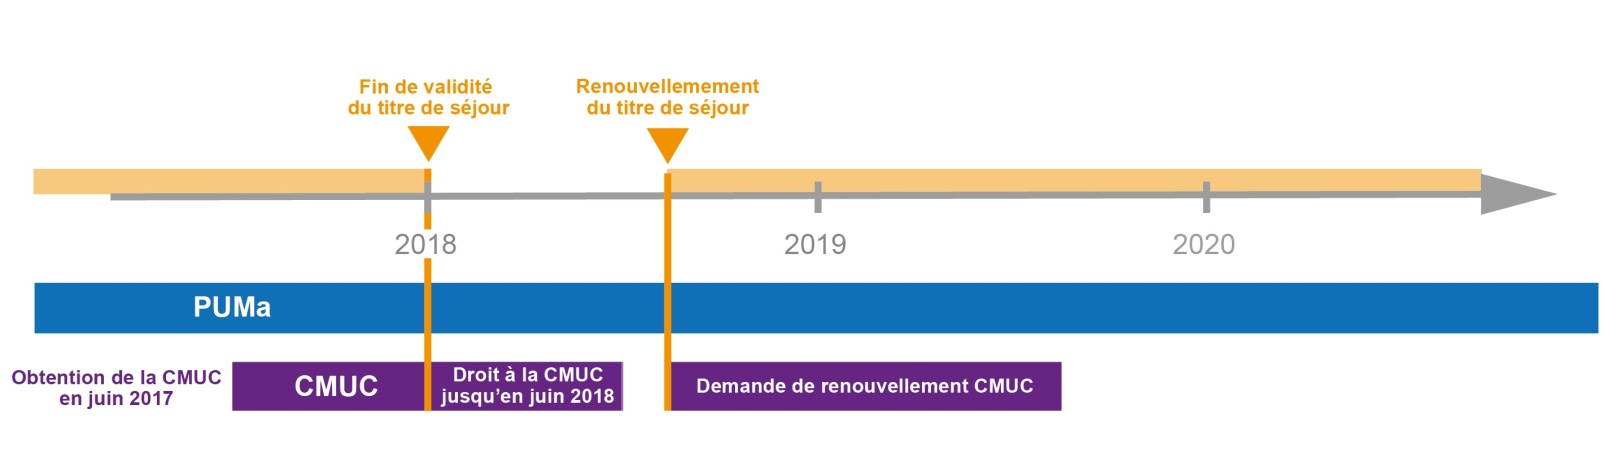 Fin de validité
du titre de séjour
Renouvellemement
du titre de séjour
2018
2019
2020
PUMa
Obtention de la CMUC
en juin 2017
CMUC
Droit à la CMUC
jusqu'en juin 2018
Demande de renouvellement CMUC